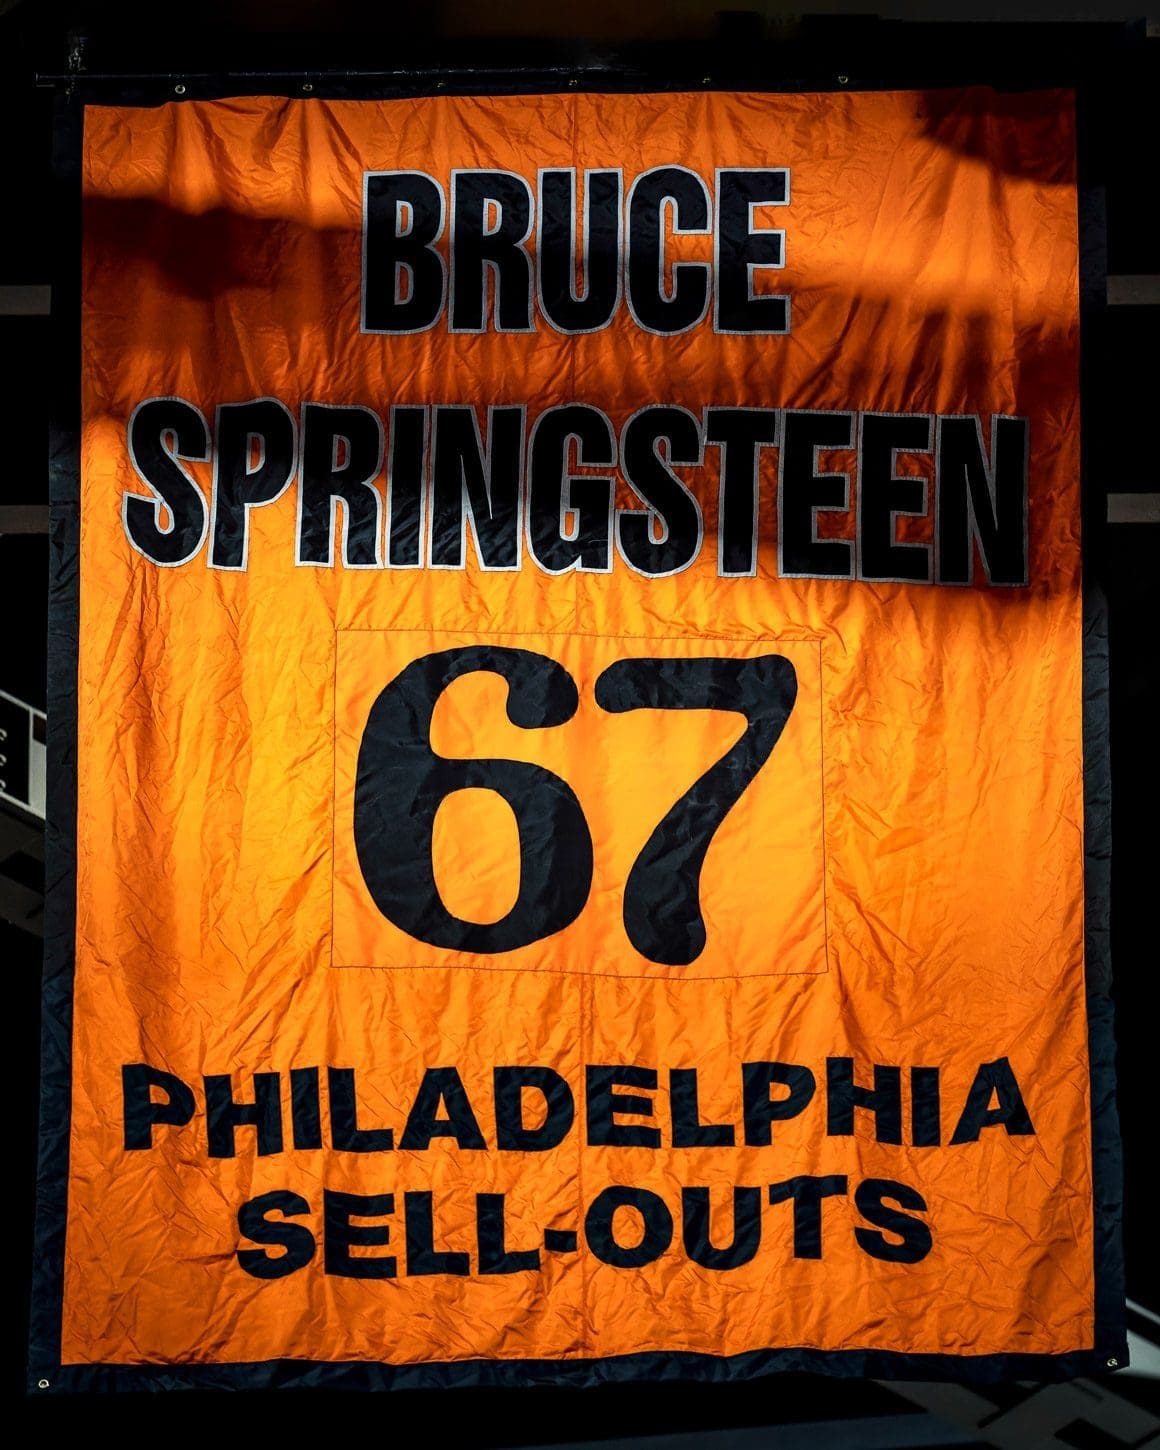 BRUCE
SPRINGSTEEN
67
PHILADELPHIA
SELL-OUTS